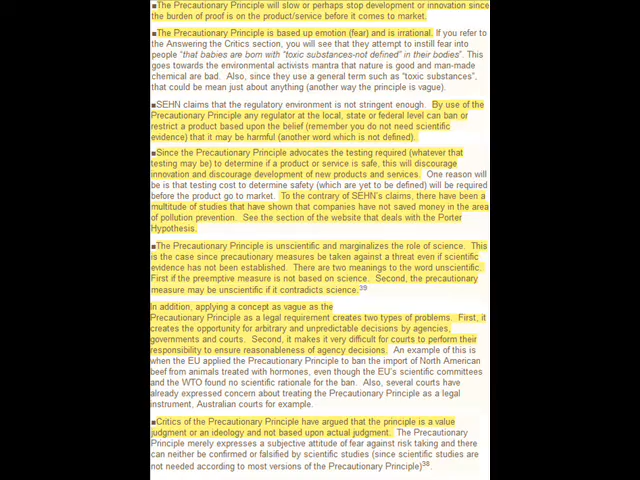 ■The Precautionary Principle will slow or perhaps stop development or innovation since
the burden of proof is on the product/service before it comes to market.
■The Precautionary Principle is based up emotion (fear) and is irrational. If you refer to
the Answering the Critics section, you will see that they attempt to instill fear into
people “that babies are born with “toxic substances-not defined” in their bodies”. This
goes towards the environmental activists mantra that nature is good and man-made
chemical are bad. Also, since they use a general term such as “toxic substances”,
that could be mean just about anything (another way the principle is vague).
■SEHN claims that the regulatory environment is not stringent enough. By use of the
Precautionary Principle any regulator at the local, state or federal level can ban or
restrict a product based upon the belief (remember you do not need scientific
evidence) that it may be harmful (another word which is not defined).
■Since the Precautionary Principle advocates the testing required (whatever that
testing may be) to determine if a product or service is safe, this will discourage
innovation and discourage development of new products and services. One reason will
be is that testing cost to determine safety (which are yet to be defined) will be required
before the product go to market. To the contrary of SEHN's claims, there have been a
multitude of studies that have shown that companies have not saved money in the area
of pollution prevention. See the section of the website that deals with the Porter
Hypothesis.
■The Precautionary Principle is unscientific and marginalizes the role of science. This
is the case since precautionary measures be taken against a threat even if scientific
evidence has not been established. There are two meanings to the word unscientific.
First if the preemptive measure is not based on science. Second, the precautionary
measure may be unscientific if it contradicts science.39
In addition, applying a concept as vague as the
Precautionary Principle as a legal requirement creates two types of problems. First, it
creates the opportunity for arbitrary and unpredictable decisions by agencies,
governments and courts. Second, it makes it very difficult for courts to perform their
responsibility to ensure reasonableness of agency decisions. An example of this is
when the EU applied the Precautionary Principle to ban the import of North American
beef from animals treated with hormones, even though the EU's scientific committees
and the WTO found no scientific rationale for the ban. Also, several courts have
already expressed concern about treating the Precautionary Principle as a legal
instrument, Australian courts for example.
■Critics of the Precautionary Principle have argued that the principle is a value
judgment or an ideology and not based upon actual judgment. The Precautionary
Principle merely expresses a subjective attitude of fear against risk taking and there
can neither be confirmed or falsified by scientific studies (since scientific studies are
not needed according to most versions of the Precautionary Principle)38.